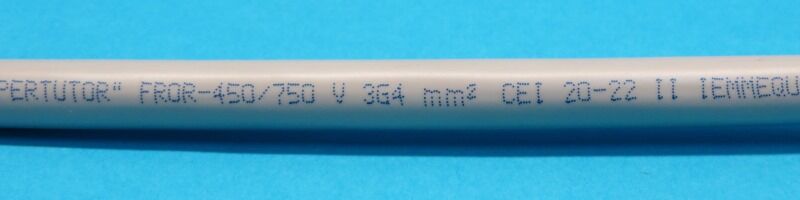 PERTUTOR" FROR-450/750 V 3G4 mm² CEI 20-22 II IEMMEQU